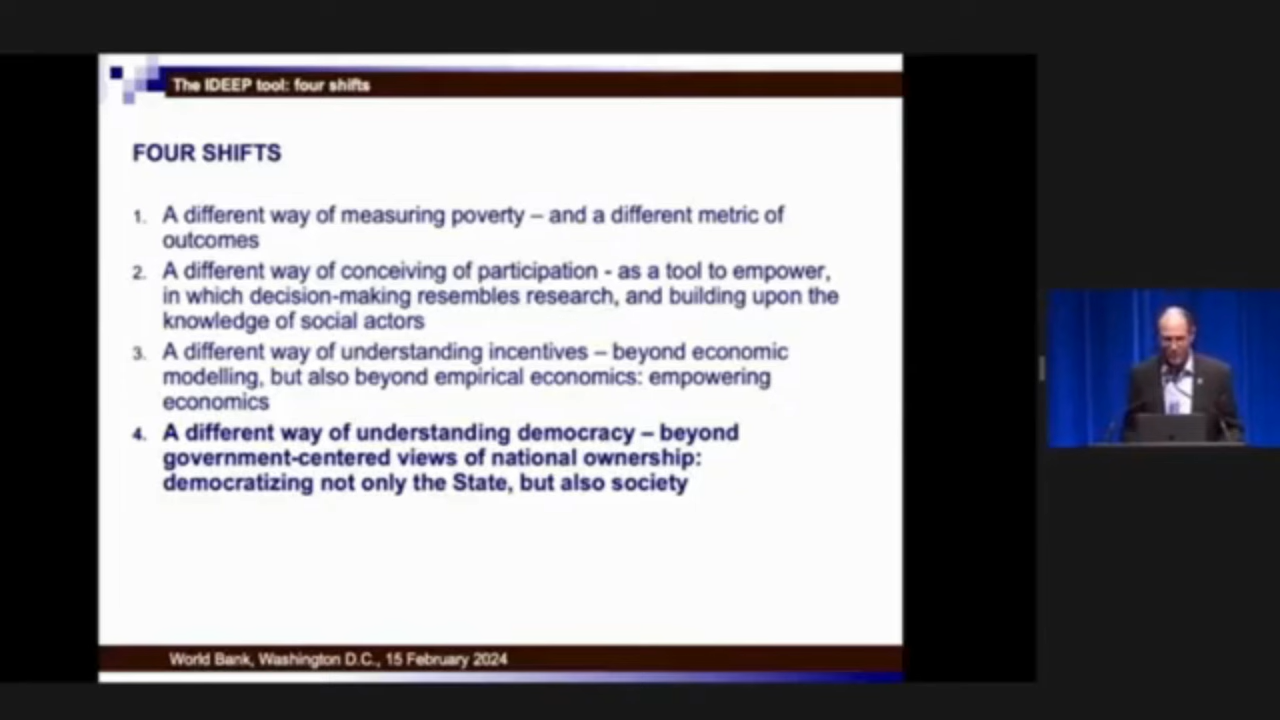 The IDEEP tool: four shifts
FOUR SHIFTS
1. A different way of measuring poverty – and a different metric of
outcomes
2. A different way of conceiving of participation - as a tool to empower,
in which decision-making resembles research, and building upon the
knowledge of social actors
3. A different way of understanding incentives – beyond economic
modelling, but also beyond empirical economics: empowering
economics
4. A different way of understanding democracy – beyond
government-centered views of national ownership:
democratizing not only the State, but also society
World Bank, Washington D.C., 15 February 2024